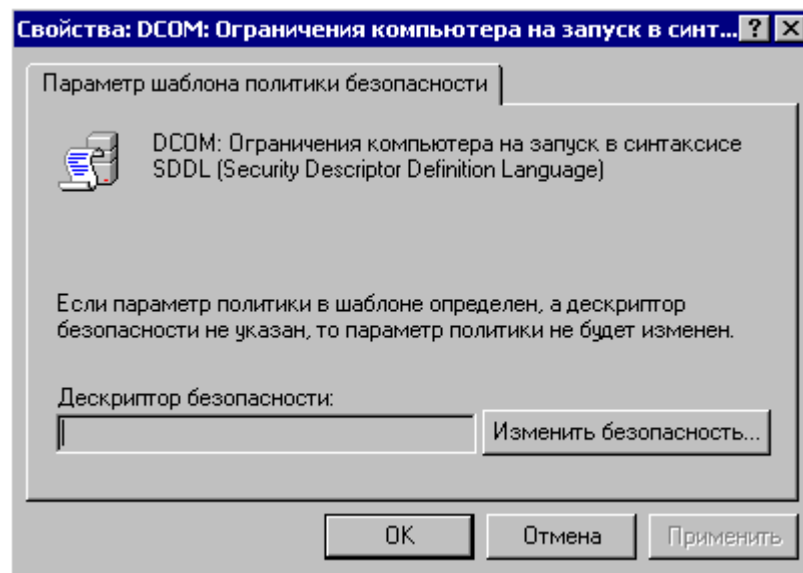 Свойства: DCOM: Ограничения компьютера на запуск в синт...
Параметр шаблона политики безопасности
DCOM: Ограничения компьютера на запуск в синтаксисе
SDDL (Security Descriptor Definition Language)
Если параметр политики в шаблоне определен, а дескриптор
безопасности не указан, то параметр политики не будет изменен.
Дескриптор безопасности:
Изменить безопасность...
OK
Отмена
Применить